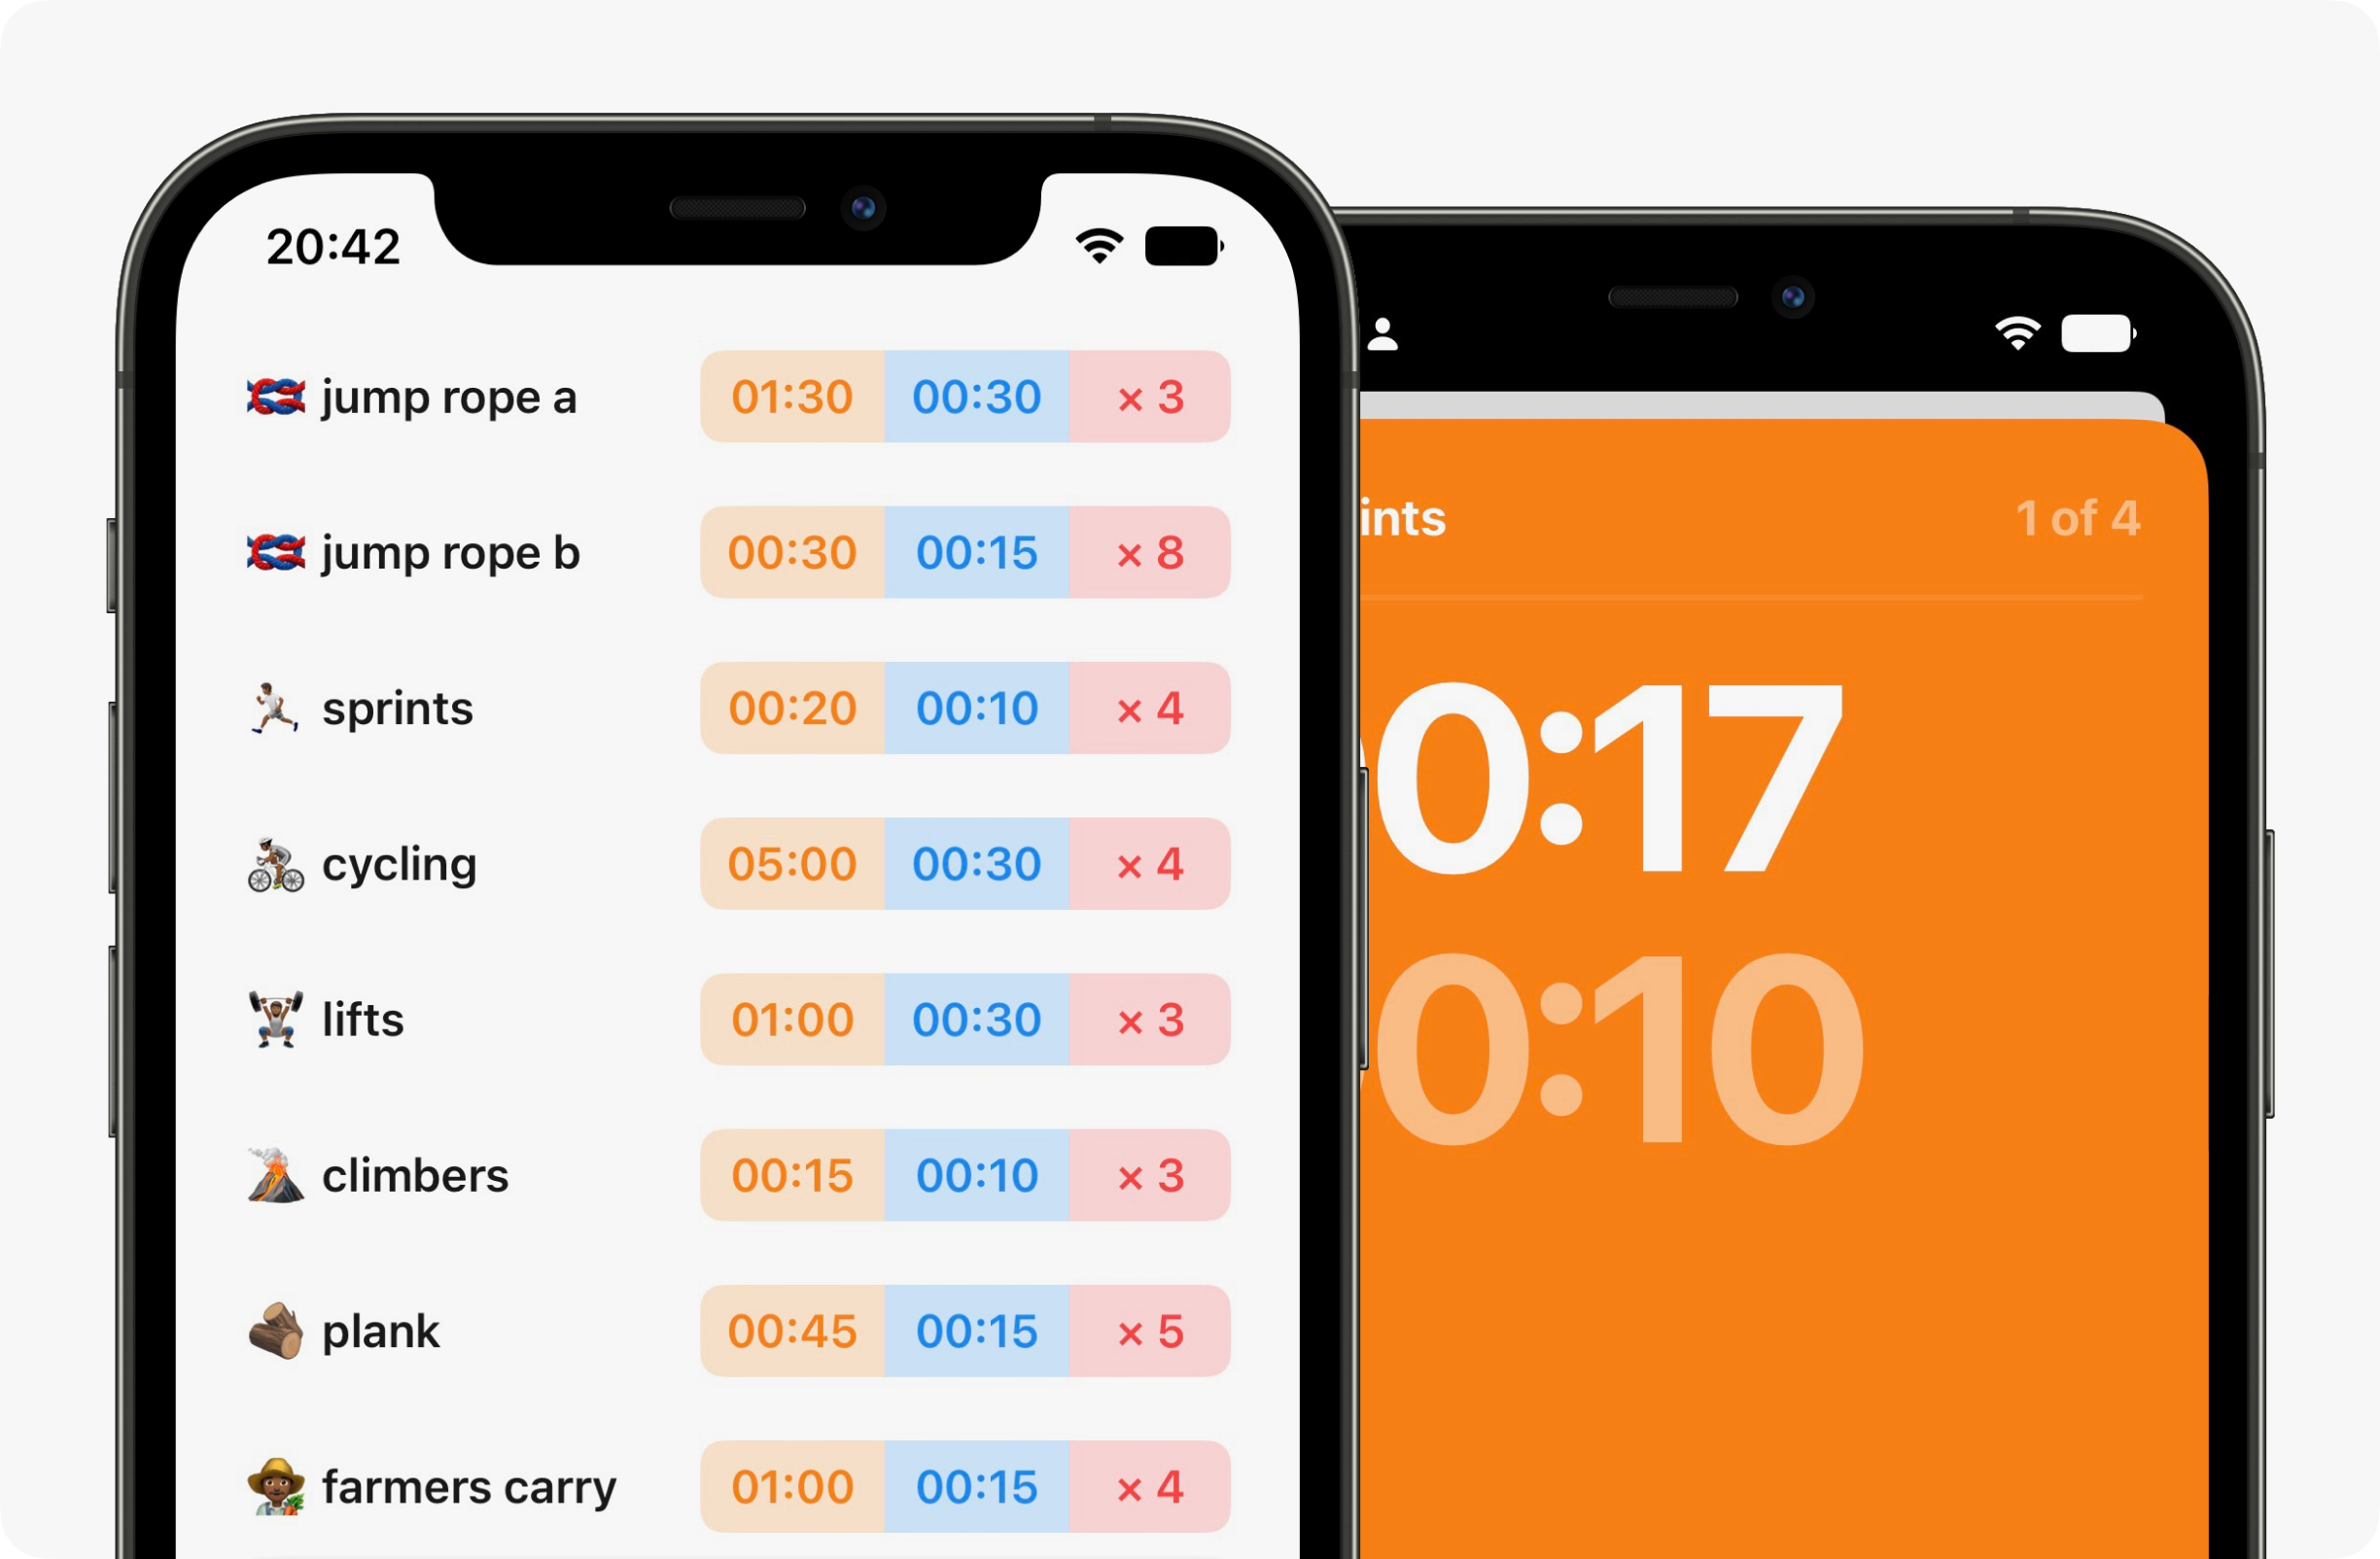 20:42
jump rope a 01:30 00:30 × 3
jump rope b 00:30 00:15 × 8
sprints 00:20 00:10 × 4
cycling 05:00 00:30 × 4
lifts 01:00 00:30 × 3
climbers 00:15 00:10 × 3
plank 00:45 00:15 × 5
farmers carry 01:00 00:15 × 4
ints 1 of 4
0:17
0:10